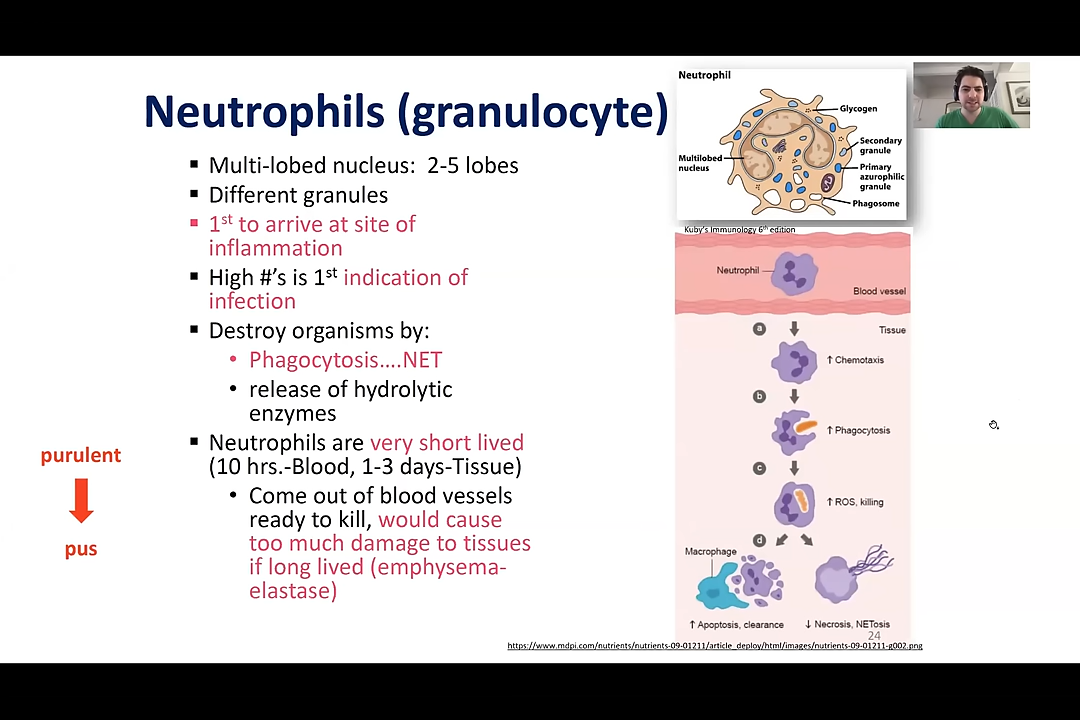 Neutrophils (granulocyte)
▪ Multi-lobed nucleus: 2-5 lobes
▪ Different granules
▪ 1st to arrive at site of
inflammation
▪ High #'s is 1st indication of
infection
▪ Destroy organisms by:
• Phagocytosis....NET
• release of hydrolytic
enzymes
▪ Neutrophils are very short lived
(10 hrs.-Blood, 1-3 days-Tissue)
• Come out of blood vessels
ready to kill, would cause
too much damage to tissues
if long lived (emphysema-
elastase)
purulent
pus
Neutrophil
Glycogen
Secondary
granule
Multilobed
nucleus
Primary
azurophilic
granule
Phagosome
Kuby's Immunology 6th edition
Neutrophil
Blood vessel
a
Tissue
↑ Chemotaxis
b
↑ Phagocytosis
c
↑ ROS, killing
d
Macrophage
↑ Apoptosis, clearance
↓ Necrosis, NETosis
24
https://www.mdpi.com/nutrients/nutrients-09-01211/article_deploy/html/images/nutrients-09-01211-g002.png